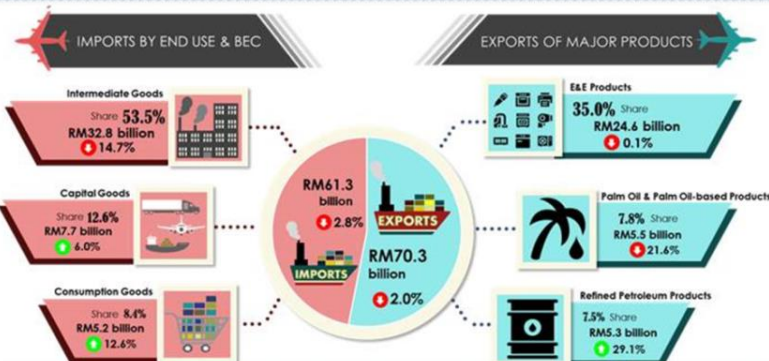 IMPORTS BY END USE & BEC
EXPORTS OF MAJOR PRODUCTS
Intermediate Goods
Share 53.5%
RM32.8 billion
14.7%
Capital Goods
Share 12.6%
RM7.7 billion
6.0%
Consumption Goods
Share 8.4%
RM5.2 billion
12.6%
RM61.3
billion
2.8%
IMPORTS
EXPORTS
RM70.3
billion
2.0%
E&E Products
35.0% Share
RM24.6 billion
0.1%
Palm Oil & Palm Oil-based Products
7.8% Share
RM5.5 billion
21.6%
Refined Petroleum Products
7.5% Share
RM5.3 billion
29.1%